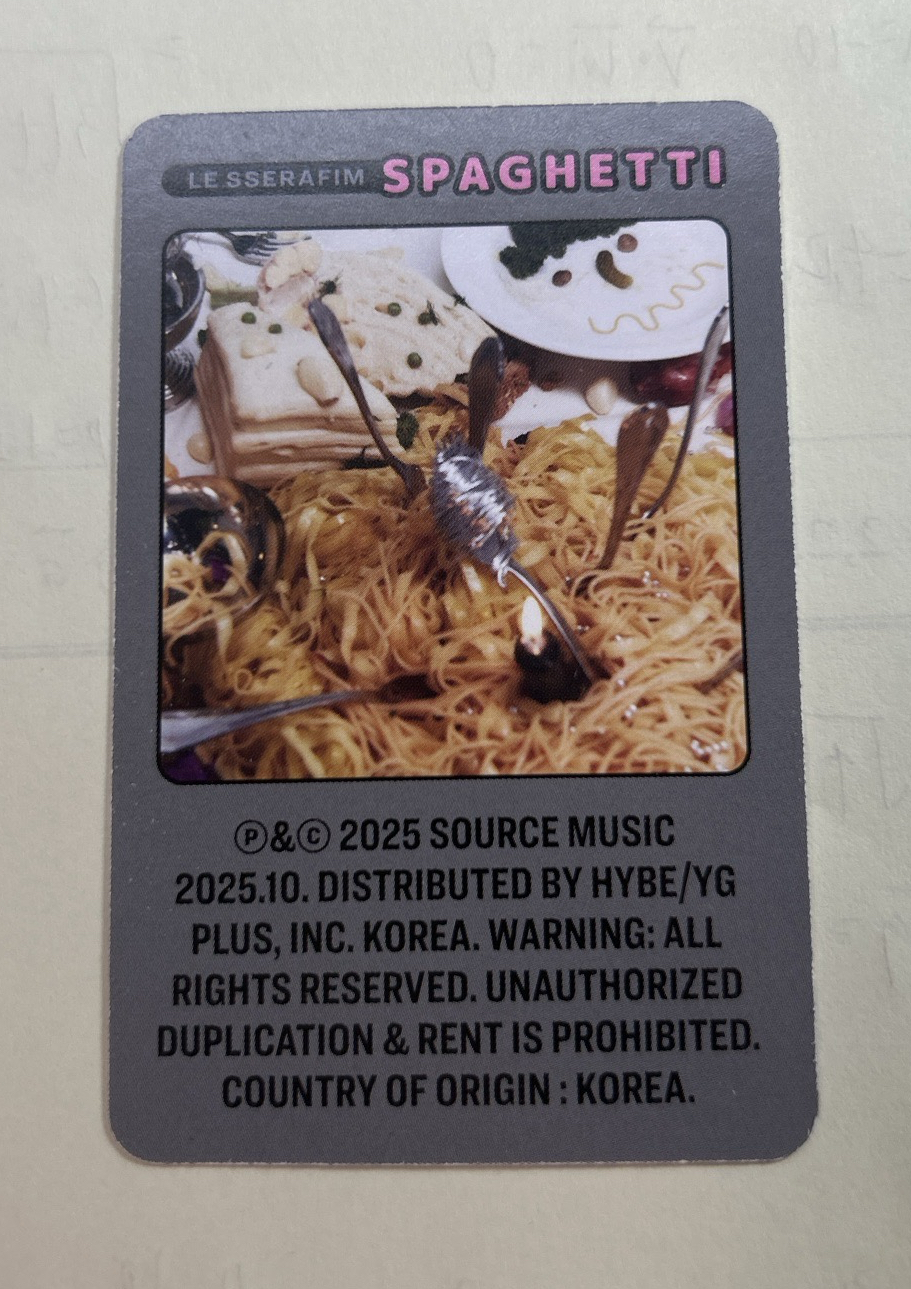 LE SSERAFIM SPAGHETTI
Ⓟ&Ⓒ 2025 SOURCE MUSIC
2025.10. DISTRIBUTED BY HYBE/YG
PLUS, INC. KOREA. WARNING: ALL
RIGHTS RESERVED. UNAUTHORIZED
DUPLICATION & RENT IS PROHIBITED.
COUNTRY OF ORIGIN : KOREA.